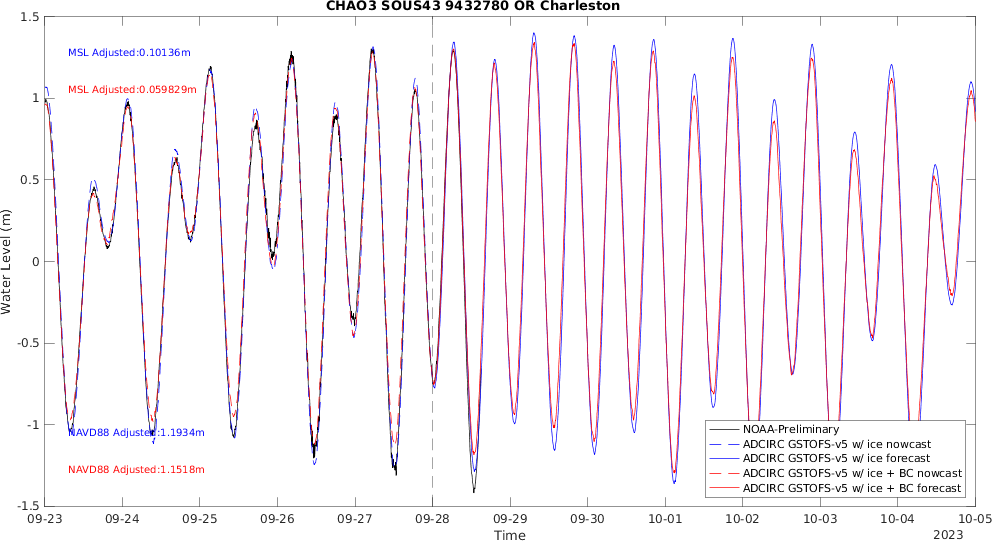 CHAO3 SOUS43 9432780 OR Charleston
1.5
1
0.5
0
-0.5
-1
-1.5
Water Level (m)
MSL Adjusted:0.10136m
MSL Adjusted:0.059829m
NAVD88 Adjusted:1.1934m
NAVD88 Adjusted:1.1518m
NOAA-Preliminary
ADCIRC GSTOFS-v5 w/ ice nowcast
ADCIRC GSTOFS-v5 w/ ice forecast
ADCIRC GSTOFS-v5 w/ ice + BC nowcast
ADCIRC GSTOFS-v5 w/ ice + BC forecast
09-23 09-24 09-25 09-26 09-27 09-28 09-29 09-30 10-01 10-02 10-03 10-04 10-05
Time
2023